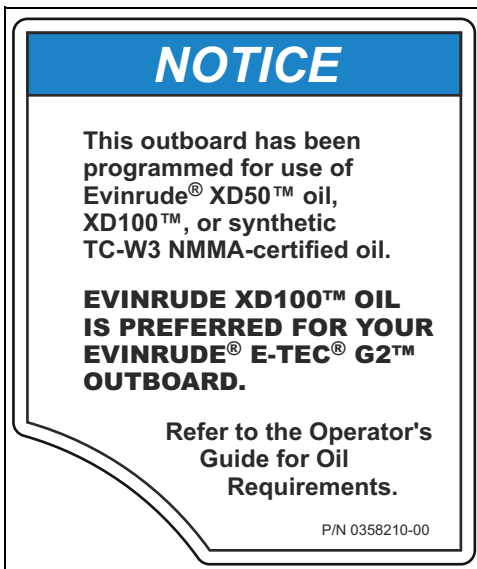 NOTICE
This outboard has been
programmed for use of
Evinrude® XD50™ oil,
XD100™, or synthetic
TC-W3 NMMA-certified oil.
EVINRUDE XD100™ OIL
IS PREFERRED FOR YOUR
EVINRUDE® E-TEC® G2™
OUTBOARD.
Refer to the Operator's
Guide for Oil
Requirements.
P/N 0358210-00